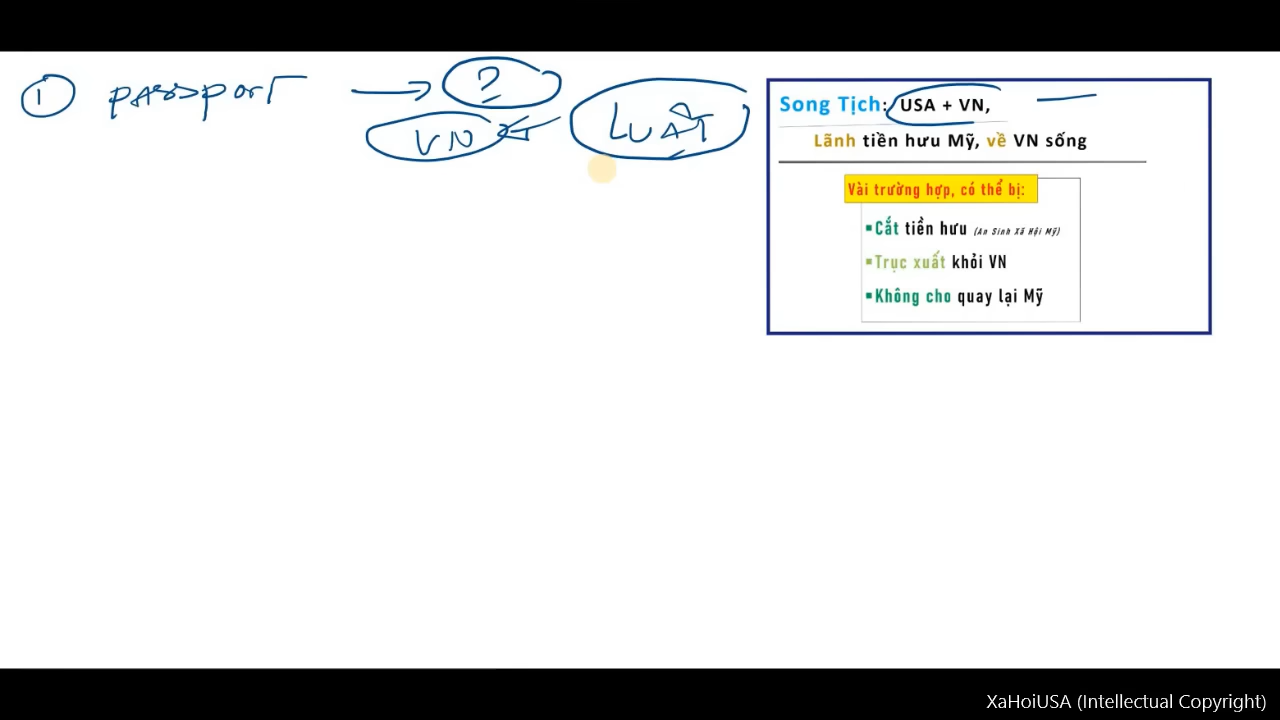 1 PASSPORT → ?
VN ← LUẬT
Song Tịch: USA + VN,
Lãnh tiền hưu Mỹ, về VN sống
Vài trường hợp, có thể bị:
▪Cắt tiền hưu (An Sinh Xã Hội Mỹ)
▪Trục xuất khỏi VN
▪Không cho quay lại Mỹ
XaHoiUSA (Intellectual Copyright)